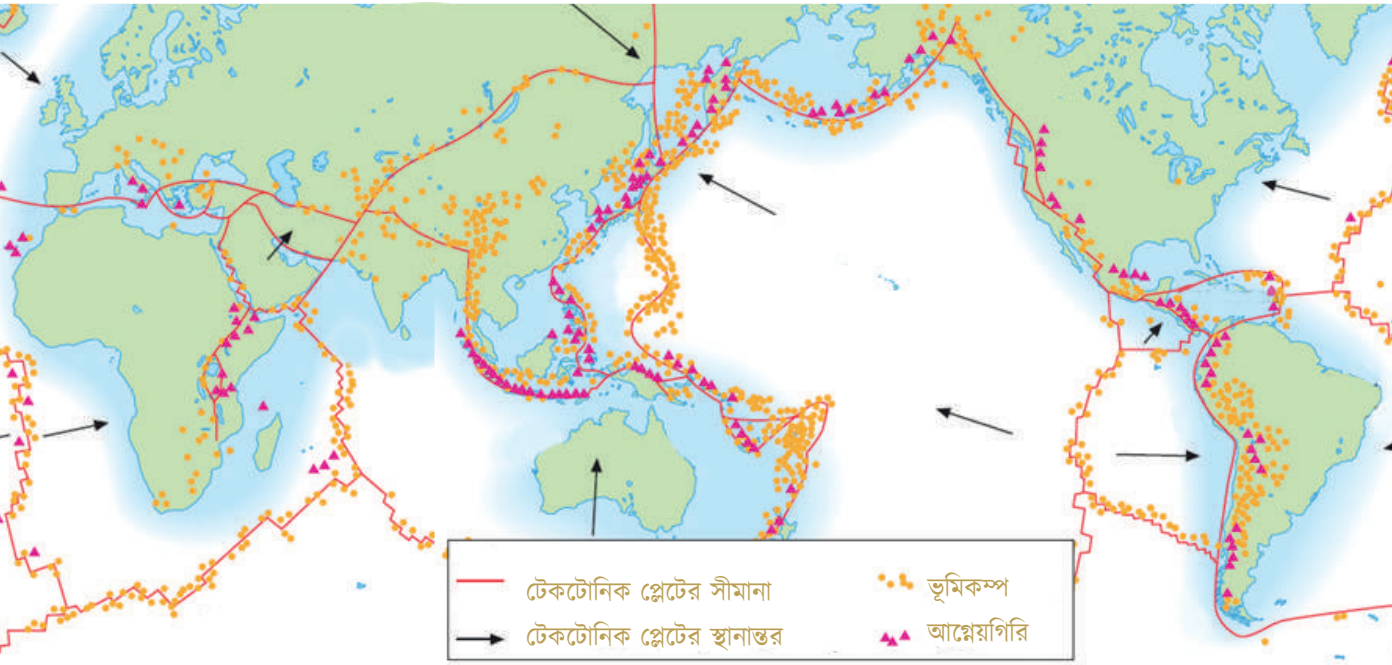 টেকটোনিক প্লেটের সীমানা
ভূমিকম্প
টেকটোনিক প্লেটের স্থানান্তর
আগ্নেয়গিরি